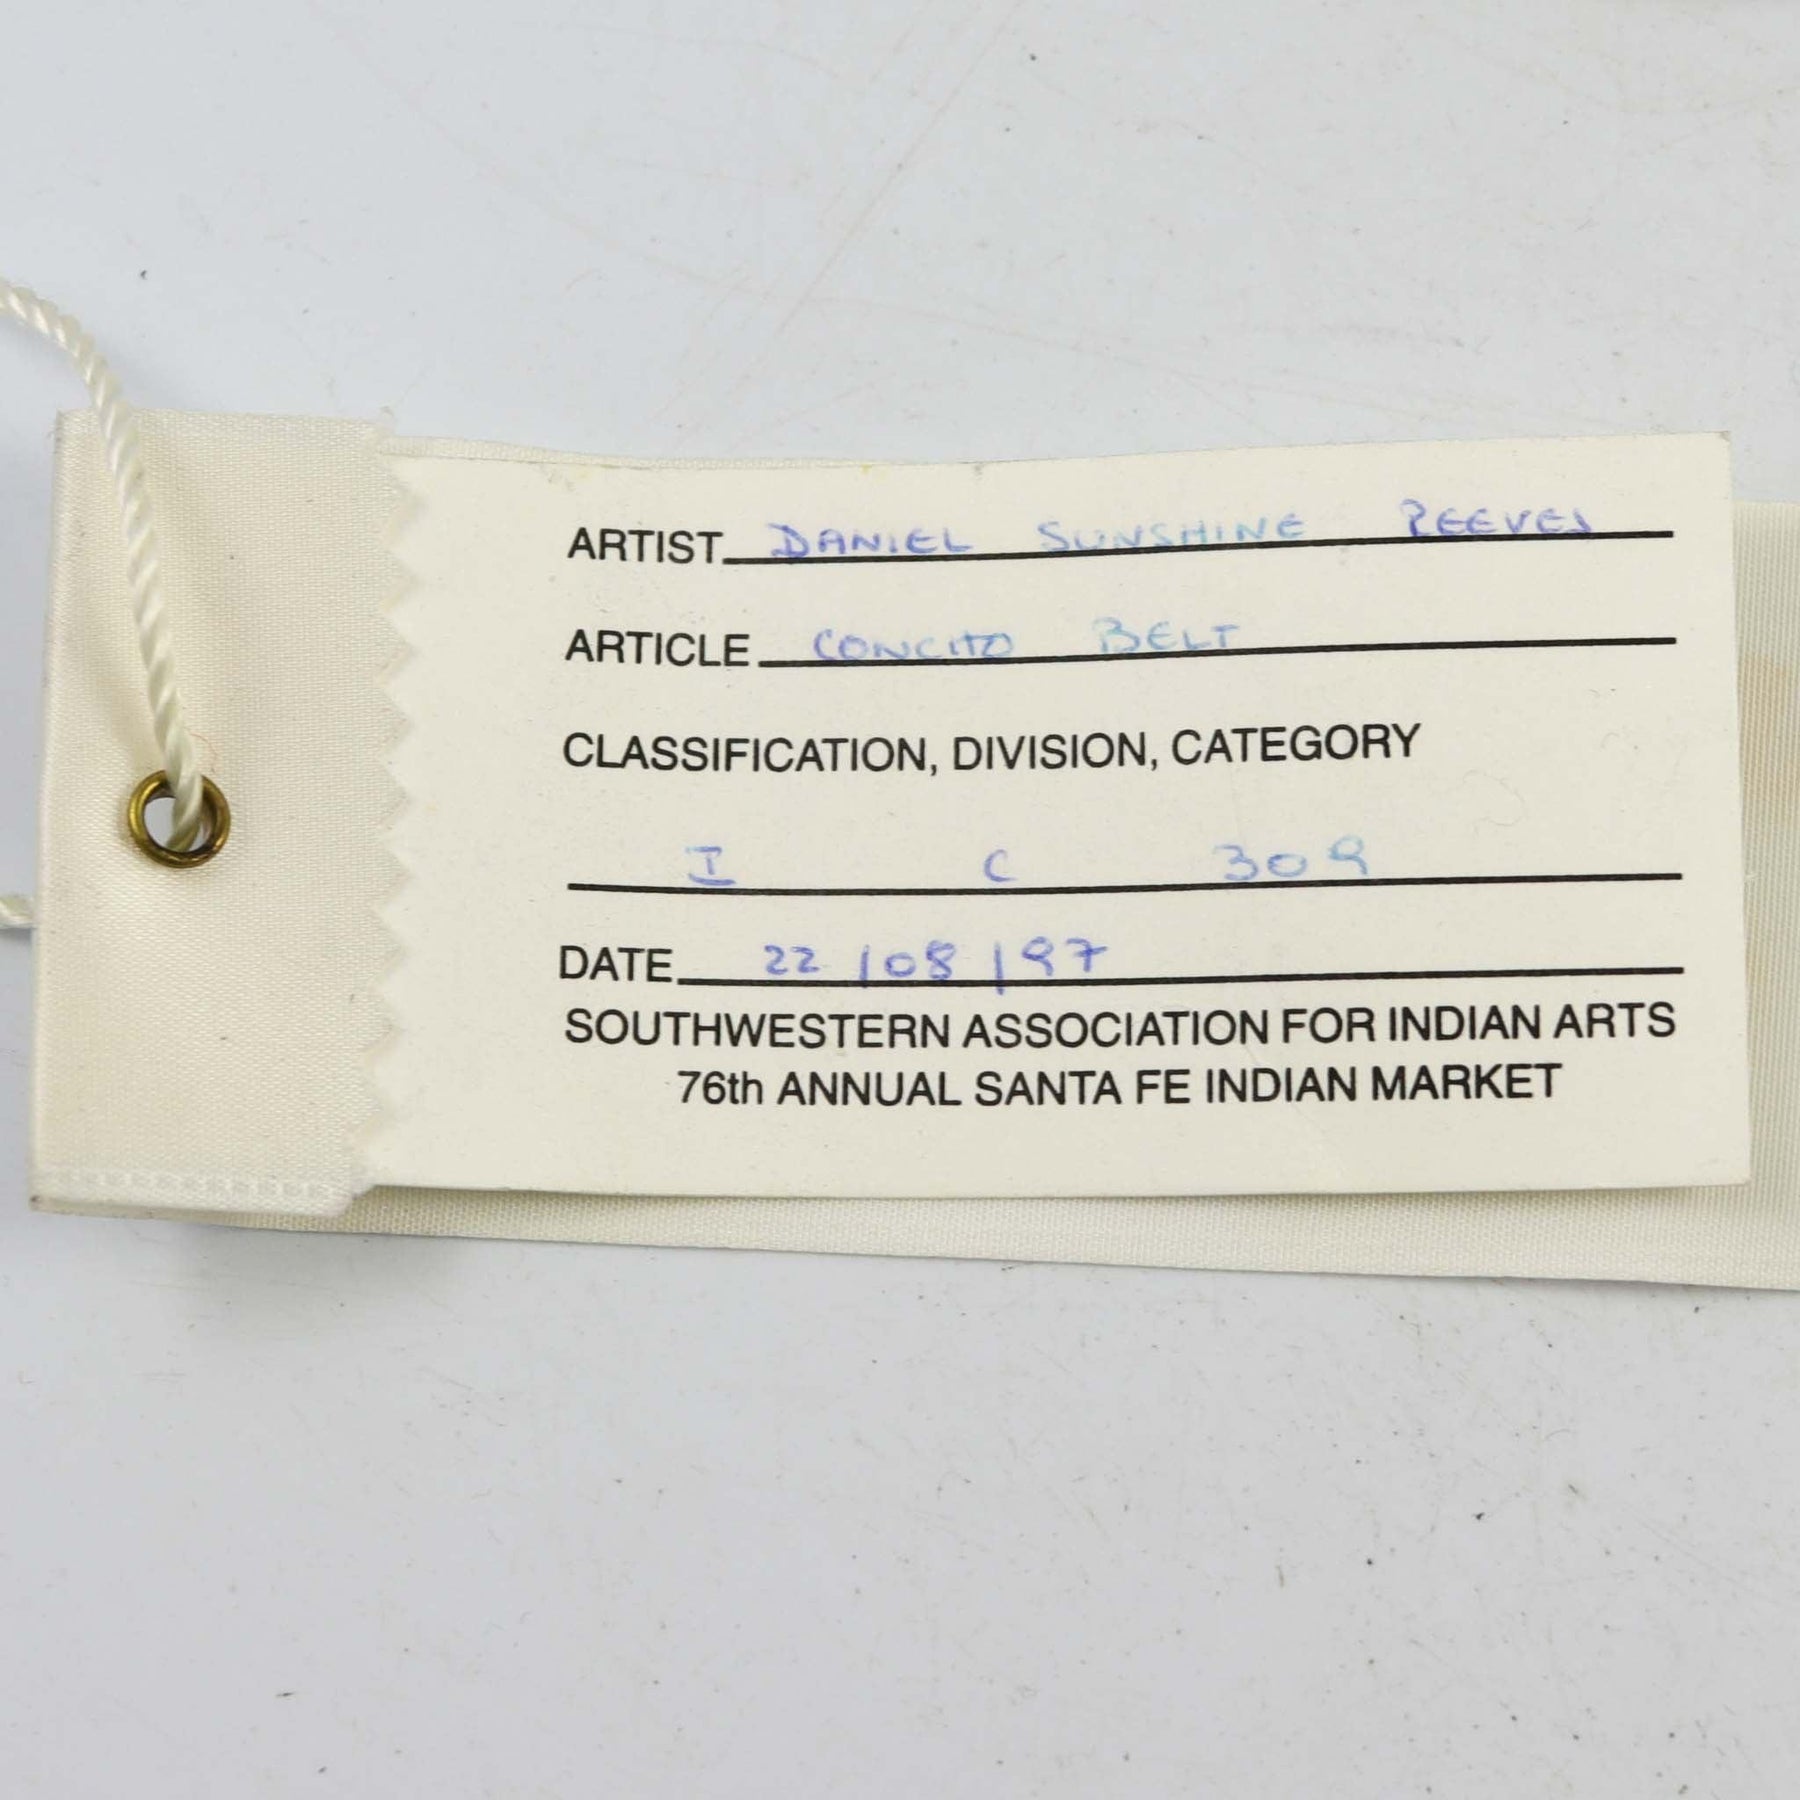 ARTIST DANIEL SUNSHINE REEVES
ARTICLE CONCHO BELT
CLASSIFICATION, DIVISION, CATEGORY
I C 309
DATE 22/08/97
SOUTHWESTERN ASSOCIATION FOR INDIAN ARTS
76th ANNUAL SANTA FE INDIAN MARKET